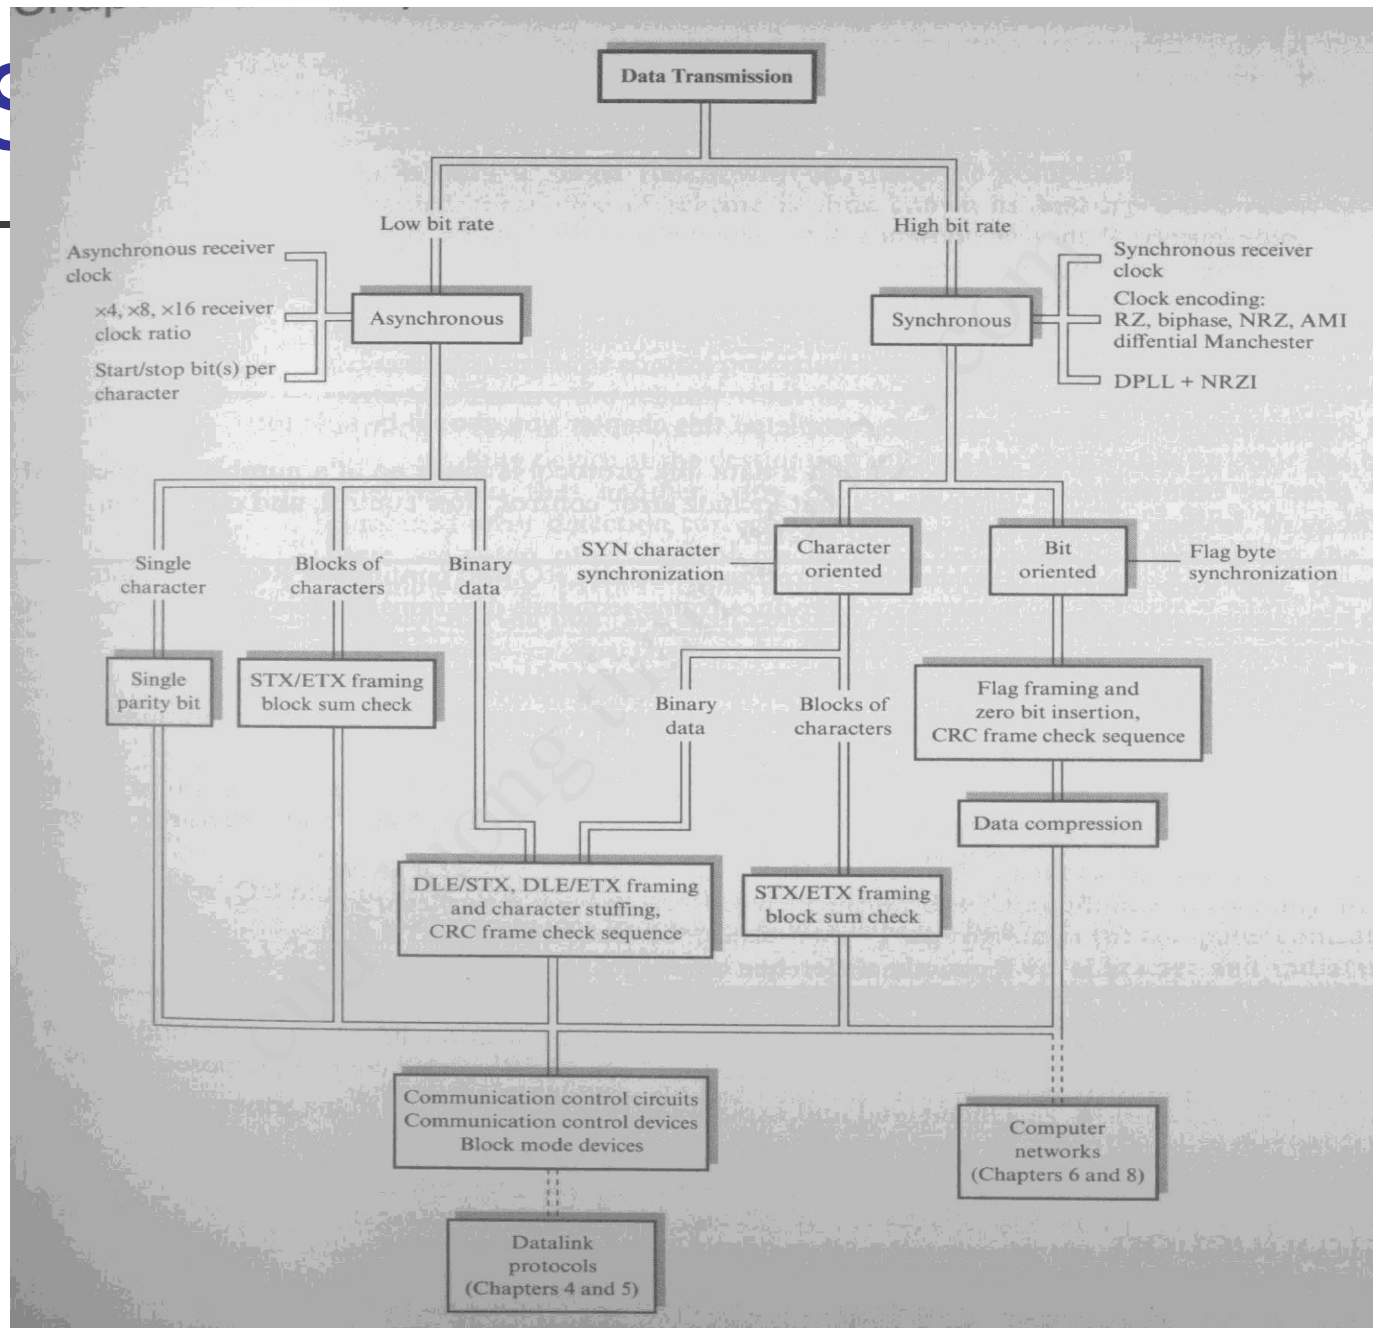 Data Transmission
Low bit rate
High bit rate
Asynchronous receiver
clock
×4, ×8, ×16 receiver
clock ratio
Start/stop bit(s) per
character
Asynchronous
Synchronous
Synchronous receiver
clock
Clock encoding:
RZ, biphase, NRZ, AMI
diffential Manchester
DPLL + NRZI
Single
character
Blocks of
characters
Binary
data
SYN character
synchronization
Character
oriented
Bit
oriented
Flag byte
synchronization
Single
parity bit
STX/ETX framing
block sum check
Binary
data
Blocks of
characters
Flag framing and
zero bit insertion,
CRC frame check sequence
Data compression
DLE/STX, DLE/ETX framing
and character stuffing,
CRC frame check sequence
STX/ETX framing
block sum check
Communication control circuits
Communication control devices
Block mode devices
Computer
networks
(Chapters 6 and 8)
Datalink
protocols
(Chapters 4 and 5)